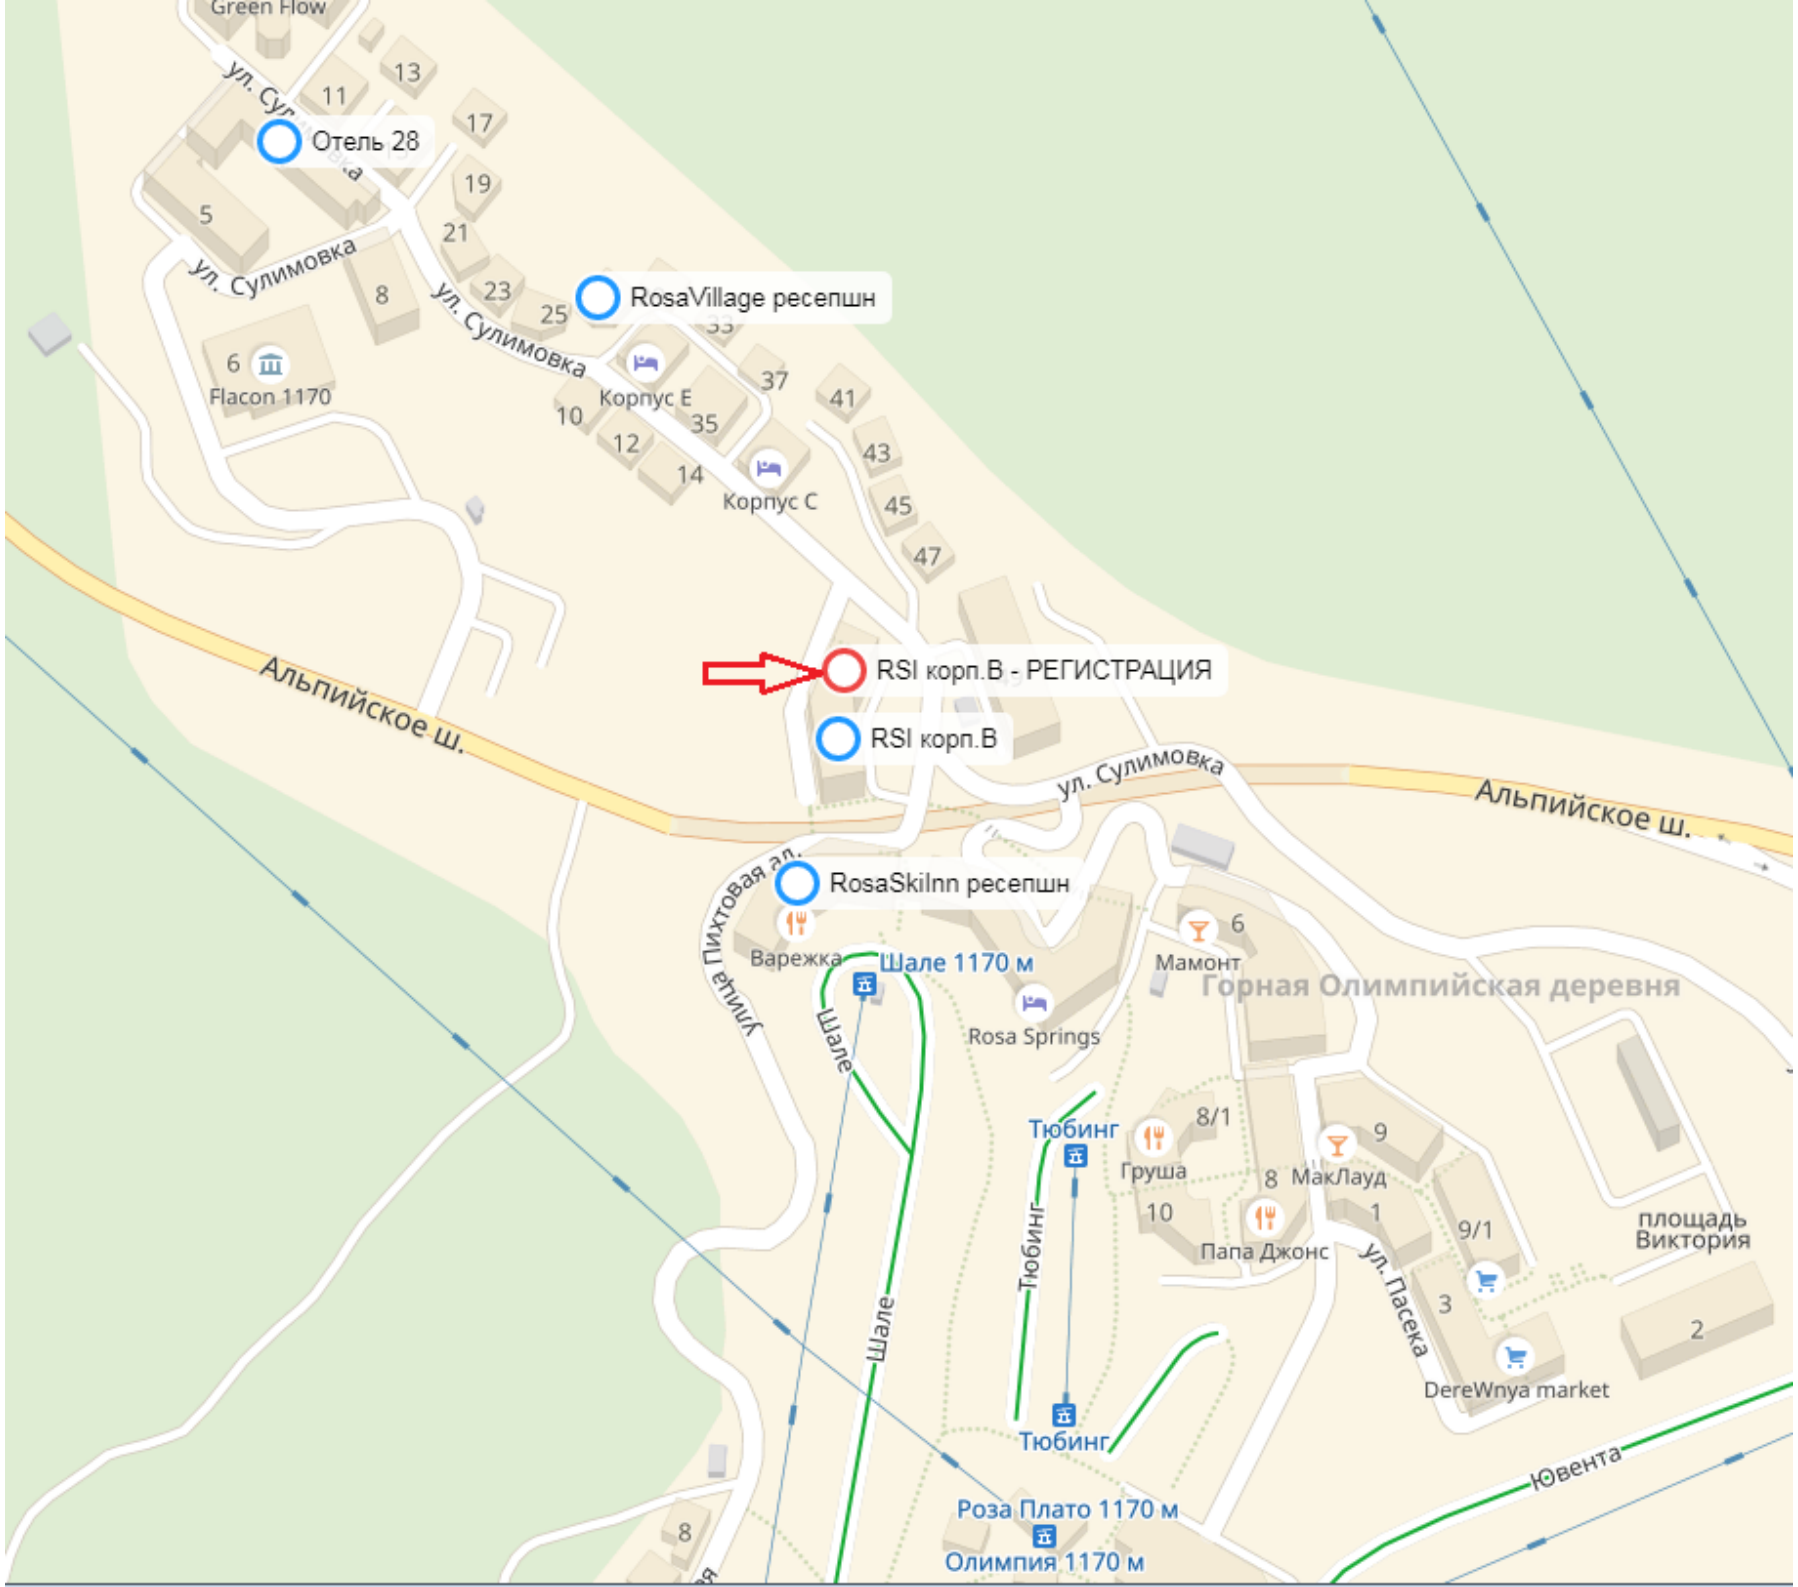 Green Flow
ул. Сулимовка
11
13
17
Отель 28
19
5
21
ул. Сулимовка
8
23
25
RosaVillage ресепшн
33
ул. Сулимовка
6
Flacon 1170
Корпус Е
37
41
10
35
12
43
14
Корпус С
45
47
RSI корп.В - РЕГИСТРАЦИЯ
Альпийское ш.
RSI корп.В
ул. Сулимовка
Альпийское ш.
улица Пихтовая ал.
RosaSkiInn ресепшн
6
Варежка
Шале 1170 м
Мамонт
Горная Олимпийская деревня
Шале
Rosa Springs
8/1
Тюбинг
9
Груша
8
МакЛауд
10
1
площадь
Виктория
9/1
Папа Джонс
Тюбинг
ул. Пасека
3
2
Шале
DereWnya market
Тюбинг
Ювента
Роза Плато 1170 м
8
Олимпия 1170 м